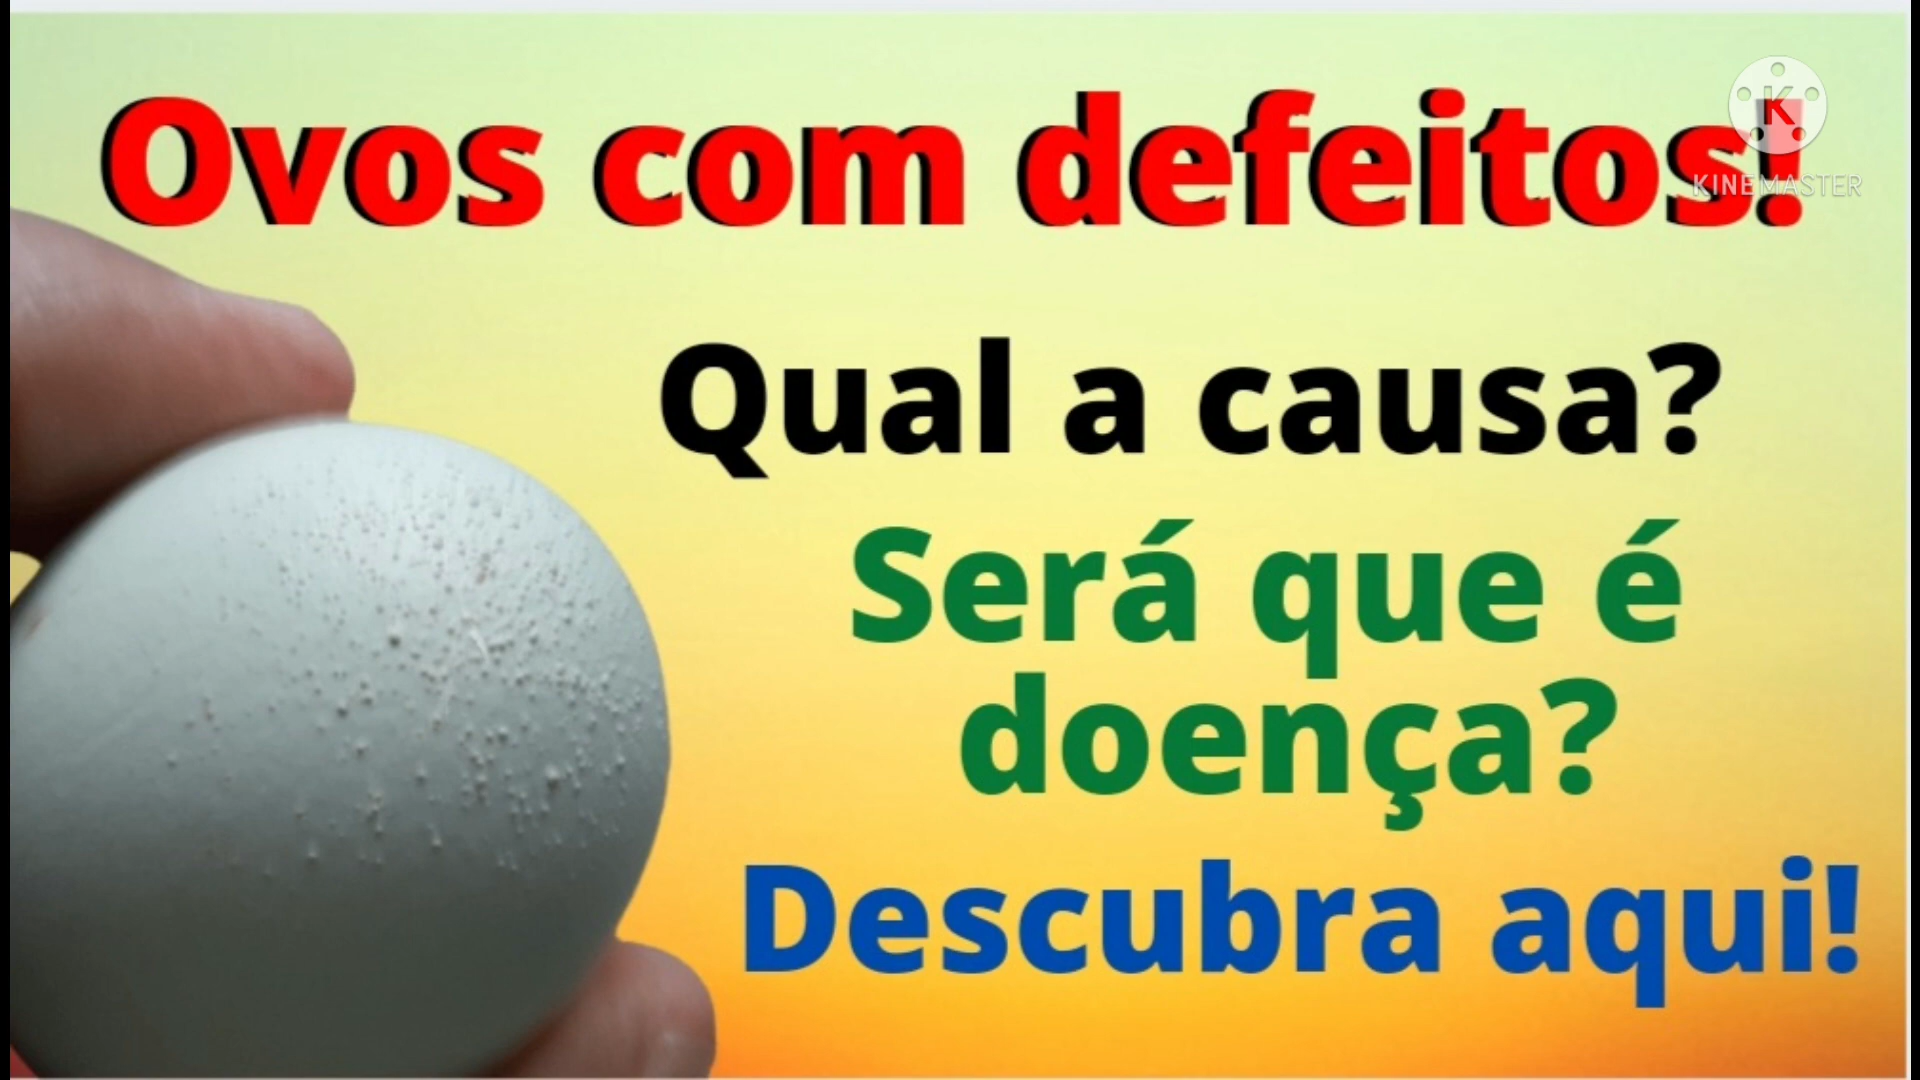 Ovos com defeitos!
K
KINEMASTER
Qual a causa?
Será que é
doença?
Descubra aqui!